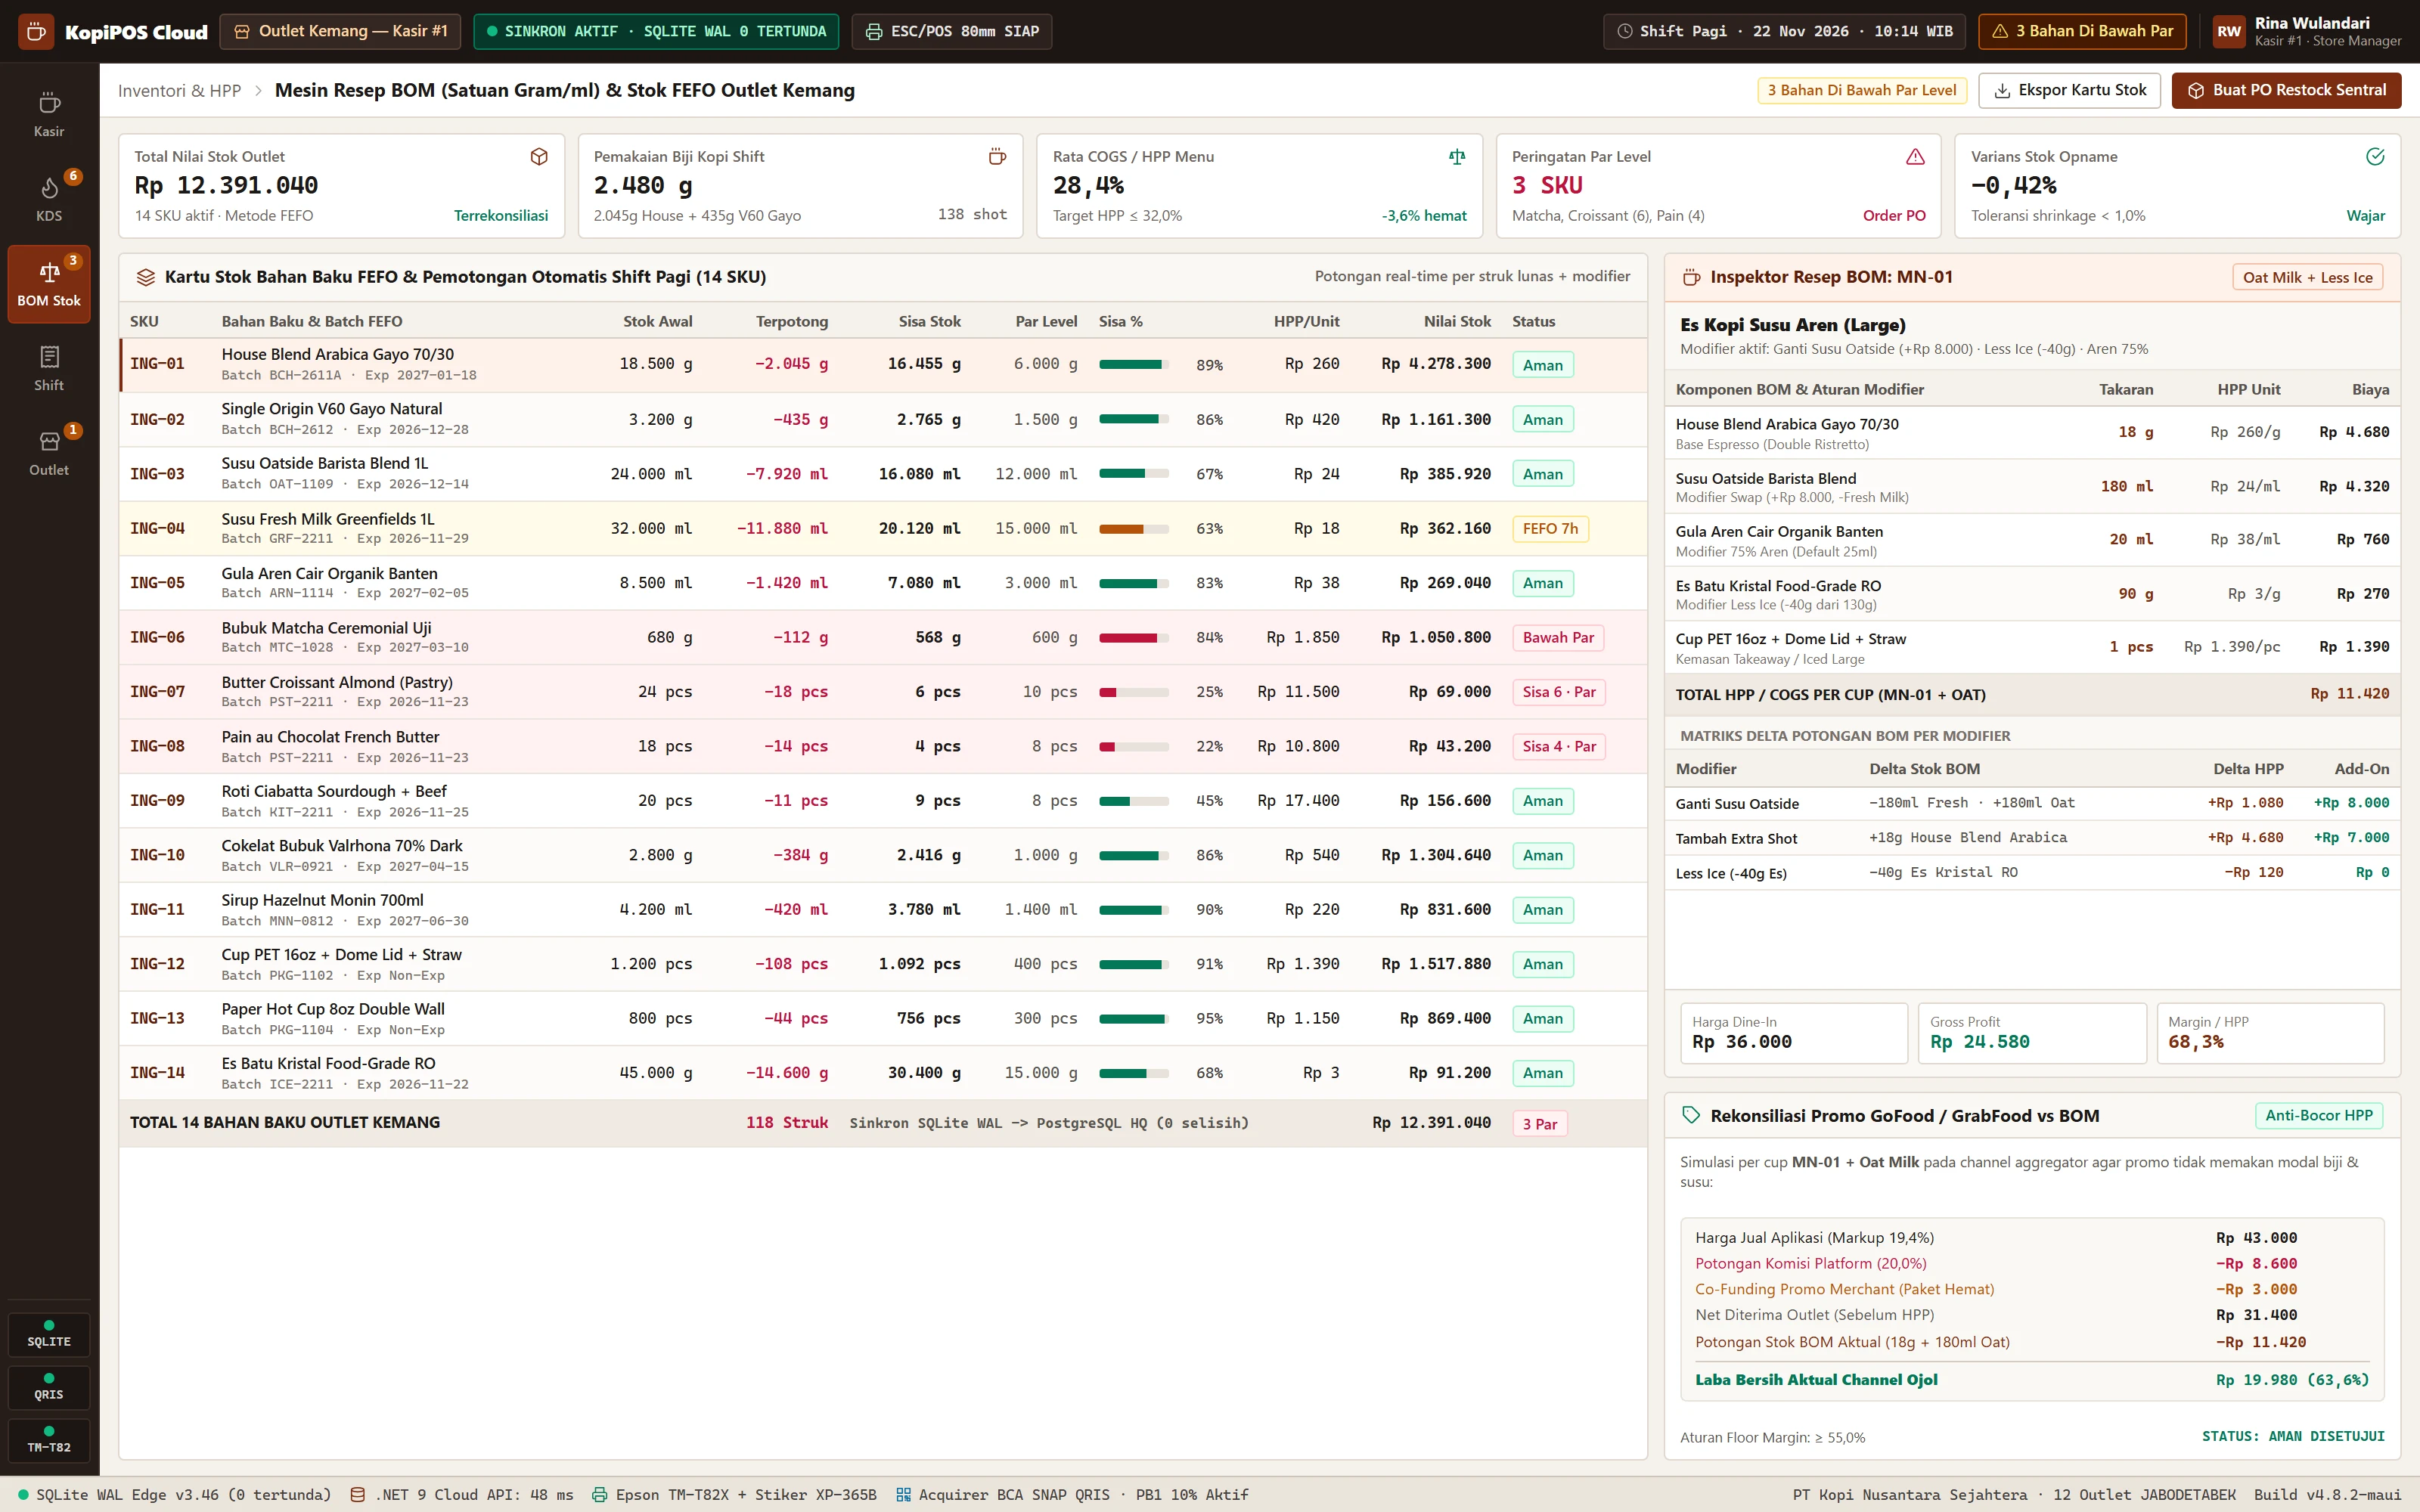 KopiPOS Cloud
Outlet Kemang — Kasir #1
SINKRON AKTIF · SQLITE WAL 0 TERTUNDA
ESC/POS 80mm SIAP
Shift Pagi · 22 Nov 2026 · 10:14 WIB
3 Bahan Di Bawah Par
RW
Rina Wulandari
Kasir #1 · Store Manager
Kasir
6
KDS
3
BOM Stok
Shift
1
Outlet
SQLITE
QRIS
TM-T82
Inventori & HPP
Mesin Resep BOM (Satuan Gram/ml) & Stok FEFO Outlet Kemang
3 Bahan Di Bawah Par Level
Ekspor Kartu Stok
Buat PO Restock Sentral
Total Nilai Stok Outlet
Rp 12.391.040
14 SKU aktif · Metode FEFO
Terrekonsiliasi
Pemakaian Biji Kopi Shift
2.480 g
2.045g House + 435g V60 Gayo
138 shot
Rata COGS / HPP Menu
28,4%
Target HPP ≤ 32,0%
-3,6% hemat
Peringatan Par Level
3 SKU
Matcha, Croissant (6), Pain (4)
Order PO
Varians Stok Opname
−0,42%
Toleransi shrinkage < 1,0%
Wajar
Kartu Stok Bahan Baku FEFO & Pemotongan Otomatis Shift Pagi (14 SKU)
Potongan real-time per struk lunas + modifier
SKU Bahan Baku & Batch FEFO Stok Awal Terpotong Sisa Stok Par Level Sisa % HPP/Unit Nilai Stok Status
ING-01 House Blend Arabica Gayo 70/30 18.500 g −2.045 g 16.455 g 6.000 g 89% Rp 260 Rp 4.278.300 Aman
Batch BCH-2611A · Exp 2027-01-18
ING-02 Single Origin V60 Gayo Natural 3.200 g −435 g 2.765 g 1.500 g 86% Rp 420 Rp 1.161.300 Aman
Batch BCH-2612 · Exp 2026-12-28
ING-03 Susu Oatside Barista Blend 1L 24.000 ml −7.920 ml 16.080 ml 12.000 ml 67% Rp 24 Rp 385.920 Aman
Batch OAT-1109 · Exp 2026-12-14
ING-04 Susu Fresh Milk Greenfields 1L 32.000 ml −11.880 ml 20.120 ml 15.000 ml 63% Rp 18 Rp 362.160 FEFO 7h
Batch GRF-2211 · Exp 2026-11-29
ING-05 Gula Aren Cair Organik Banten 8.500 ml −1.420 ml 7.080 ml 3.000 ml 83% Rp 38 Rp 269.040 Aman
Batch ARN-1114 · Exp 2027-02-05
ING-06 Bubuk Matcha Ceremonial Uji 680 g −112 g 568 g 600 g 84% Rp 1.850 Rp 1.050.800 Bawah Par
Batch MTC-1028 · Exp 2027-03-10
ING-07 Butter Croissant Almond (Pastry) 24 pcs −18 pcs 6 pcs 10 pcs 25% Rp 11.500 Rp 69.000 Sisa 6 · Par
Batch PST-2211 · Exp 2026-11-23
ING-08 Pain au Chocolat French Butter 18 pcs −14 pcs 4 pcs 8 pcs 22% Rp 10.800 Rp 43.200 Sisa 4 · Par
Batch PST-2211 · Exp 2026-11-23
ING-09 Roti Ciabatta Sourdough + Beef 20 pcs −11 pcs 9 pcs 8 pcs 45% Rp 17.400 Rp 156.600 Aman
Batch KIT-2211 · Exp 2026-11-25
ING-10 Cokelat Bubuk Valrhona 70% Dark 2.800 g −384 g 2.416 g 1.000 g 86% Rp 540 Rp 1.304.640 Aman
Batch VLR-0921 · Exp 2027-04-15
ING-11 Sirup Hazelnut Monin 700ml 4.200 ml −420 ml 3.780 ml 1.400 ml 90% Rp 220 Rp 831.600 Aman
Batch MNN-0812 · Exp 2027-06-30
ING-12 Cup PET 16oz + Dome Lid + Straw 1.200 pcs −108 pcs 1.092 pcs 400 pcs 91% Rp 1.390 Rp 1.517.880 Aman
Batch PKG-1102 · Exp Non-Exp
ING-13 Paper Hot Cup 8oz Double Wall 800 pcs −44 pcs 756 pcs 300 pcs 95% Rp 1.150 Rp 869.400 Aman
Batch PKG-1104 · Exp Non-Exp
ING-14 Es Batu Kristal Food-Grade RO 45.000 g −14.600 g 30.400 g 15.000 g 68% Rp 3 Rp 91.200 Aman
Batch ICE-2211 · Exp 2026-11-22
TOTAL 14 BAHAN BAKU OUTLET KEMANG 118 Struk Sinkron SQLite WAL -> PostgreSQL HQ (0 selisih) Rp 12.391.040 3 Par
Inspektor Resep BOM: MN-01
Oat Milk + Less Ice
Es Kopi Susu Aren (Large)
Modifier aktif: Ganti Susu Oatside (+Rp 8.000) · Less Ice (-40g) · Aren 75%
Komponen BOM & Aturan Modifier Takaran HPP Unit Biaya
House Blend Arabica Gayo 70/30 18 g Rp 260/g Rp 4.680
Base Espresso (Double Ristretto)
Susu Oatside Barista Blend 180 ml Rp 24/ml Rp 4.320
Modifier Swap (+Rp 8.000, -Fresh Milk)
Gula Aren Cair Organik Banten 20 ml Rp 38/ml Rp 760
Modifier 75% Aren (Default 25ml)
Es Batu Kristal Food-Grade RO 90 g Rp 3/g Rp 270
Modifier Less Ice (-40g dari 130g)
Cup PET 16oz + Dome Lid + Straw 1 pcs Rp 1.390/pc Rp 1.390
Kemasan Takeaway / Iced Large
TOTAL HPP / COGS PER CUP (MN-01 + OAT) Rp 11.420
MATRIKS DELTA POTONGAN BOM PER MODIFIER
Modifier Delta Stok BOM Delta HPP Add-On
Ganti Susu Oatside −180ml Fresh · +180ml Oat +Rp 1.080 +Rp 8.000
Tambah Extra Shot +18g House Blend Arabica +Rp 4.680 +Rp 7.000
Less Ice (-40g Es) −40g Es Kristal RO −Rp 120 Rp 0
Harga Dine-In
Rp 36.000
Gross Profit
Rp 24.580
Margin / HPP
68,3%
Rekonsiliasi Promo GoFood / GrabFood vs BOM
Anti-Bocor HPP
Simulasi per cup MN-01 + Oat Milk pada channel aggregator agar promo tidak memakan modal biji &
susu:
Harga Jual Aplikasi (Markup 19,4%) Rp 43.000
Potongan Komisi Platform (20,0%) −Rp 8.600
Co-Funding Promo Merchant (Paket Hemat) −Rp 3.000
Net Diterima Outlet (Sebelum HPP) Rp 31.400
Potongan Stok BOM Aktual (18g + 180ml Oat) −Rp 11.420
Laba Bersih Aktual Channel Ojol Rp 19.980 (63,6%)
Aturan Floor Margin: ≥ 55,0%
STATUS: AMAN DISETUJUI
SQLite WAL Edge v3.46 (0 tertunda)
.NET 9 Cloud API: 48 ms
Epson TM-T82X + Stiker XP-365B
Acquirer BCA SNAP QRIS · PB1 10% Aktif
PT Kopi Nusantara Sejahtera · 12 Outlet JABODETABEK
Build v4.8.2-maui